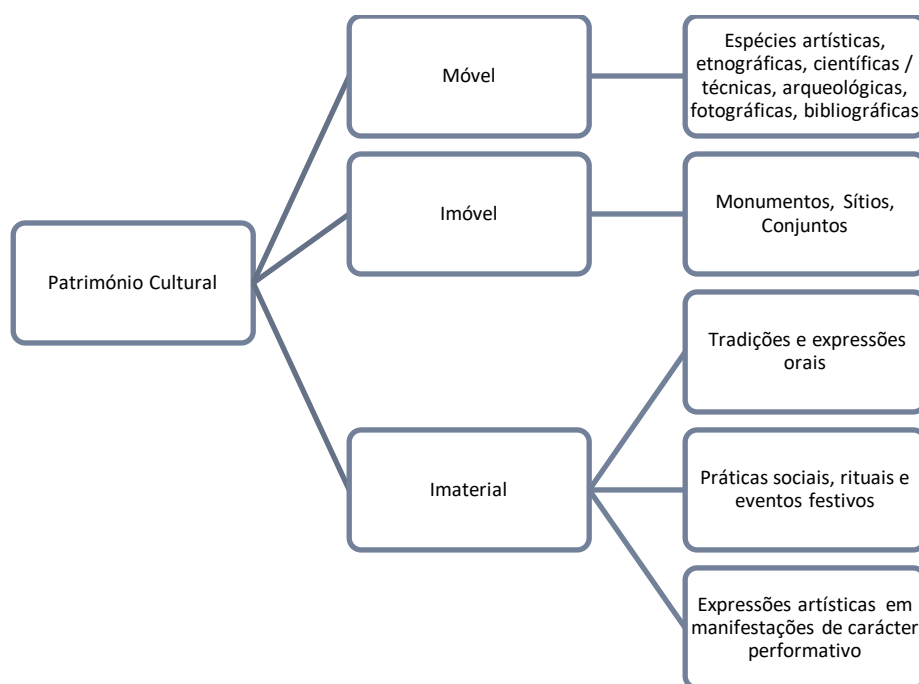 Património Cultural
Móvel
Espécies artísticas,
etnográficas, científicas /
técnicas, arqueológicas,
fotográficas, bibliográficas
Imóvel
Monumentos, Sítios,
Conjuntos
Imaterial
Tradições e expressões
orais
Práticas sociais, rituais e
eventos festivos
Expressões artísticas em
manifestações de carácter
performativo